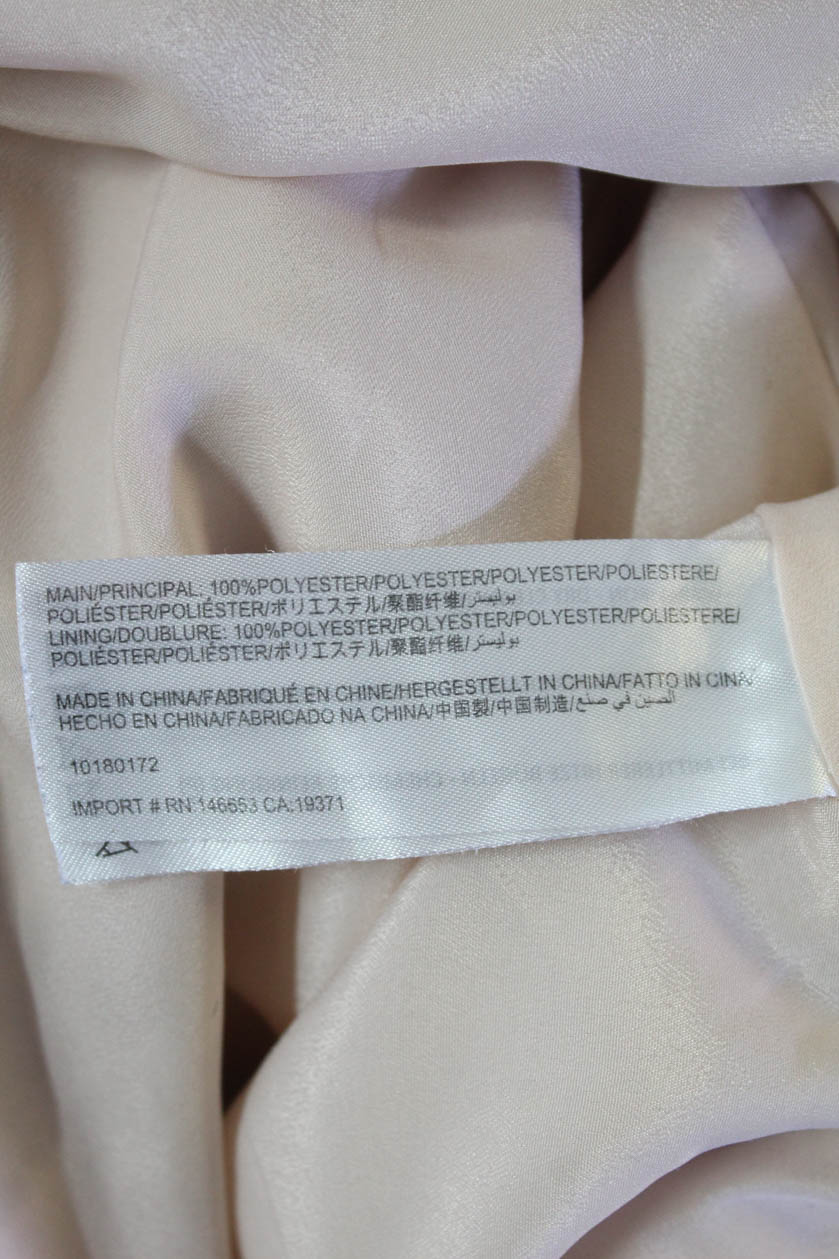 MAIN/PRINCIPAL: 100%POLYESTER/POLYESTER/POLYESTER/POLIESTERE/
POLIÉSTER/POLIÉSTER/ポリエステル/聚酯纤维/بوليستر/
LINING/DOUBLURE: 100%POLYESTER/POLYESTER/POLYESTER/POLIESTERE/
POLIÉSTER/POLIÉSTER/ポリエステル/聚酯纤维/بوليستر/
MADE IN CHINA/FABRIQUÉ EN CHINE/HERGESTELLT IN CHINA/FATTO IN CINA/
HECHO EN CHINA/FABRICADO NA CHINA/中国製/中国制造/الصين في صنع
10180172
IMPORT # RN 146653 CA:19371